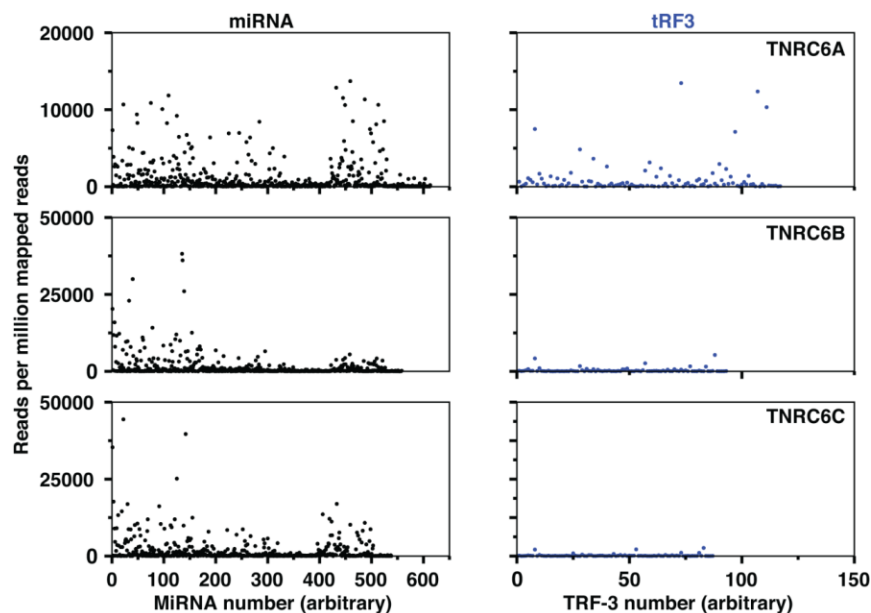 miRNA
tRF3
Reads per million mapped reads
20000
10000
0
TNRC6A
50000
25000
0
TNRC6B
50000
25000
0
TNRC6C
0 100 200 300 400 500 600
0 50 100 150
MiRNA number (arbitrary)
TRF-3 number (arbitrary)